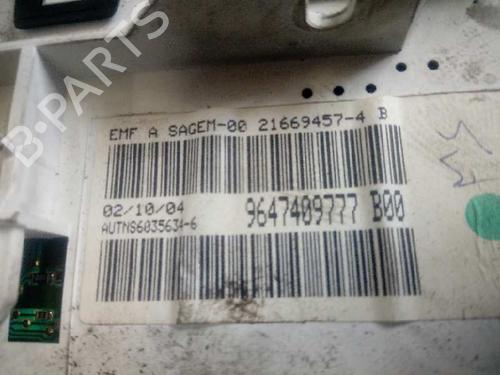 B-PARTS
EMF A SAGEM-00 21669457-4 B
02/10/04
9647409777 B00
AUTNS6035634-6